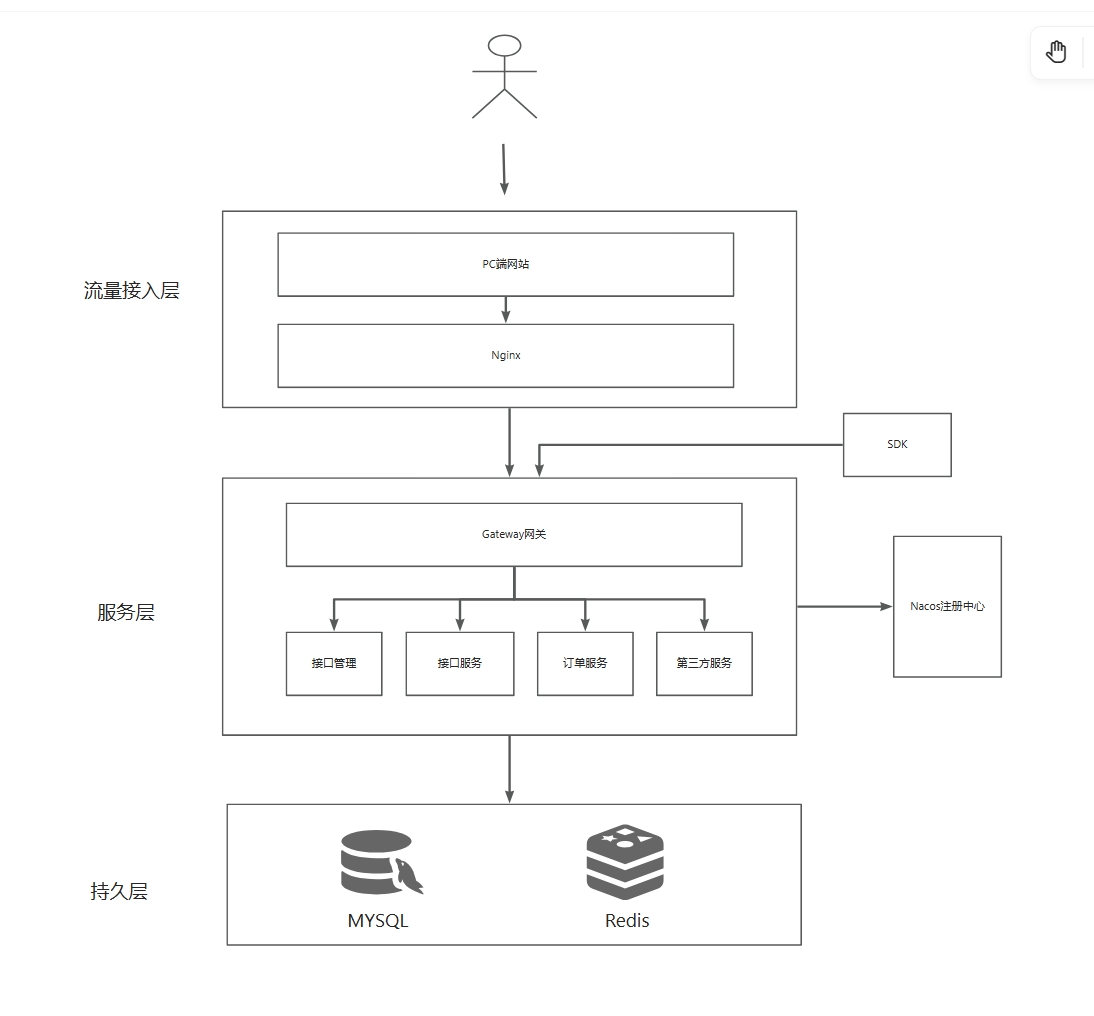 流量接入层
PC端网站
Nginx
SDK
Gateway网关
服务层
Nacos注册中心
接口管理
接口服务
订单服务
第三方服务
持久层
MYSQL
Redis